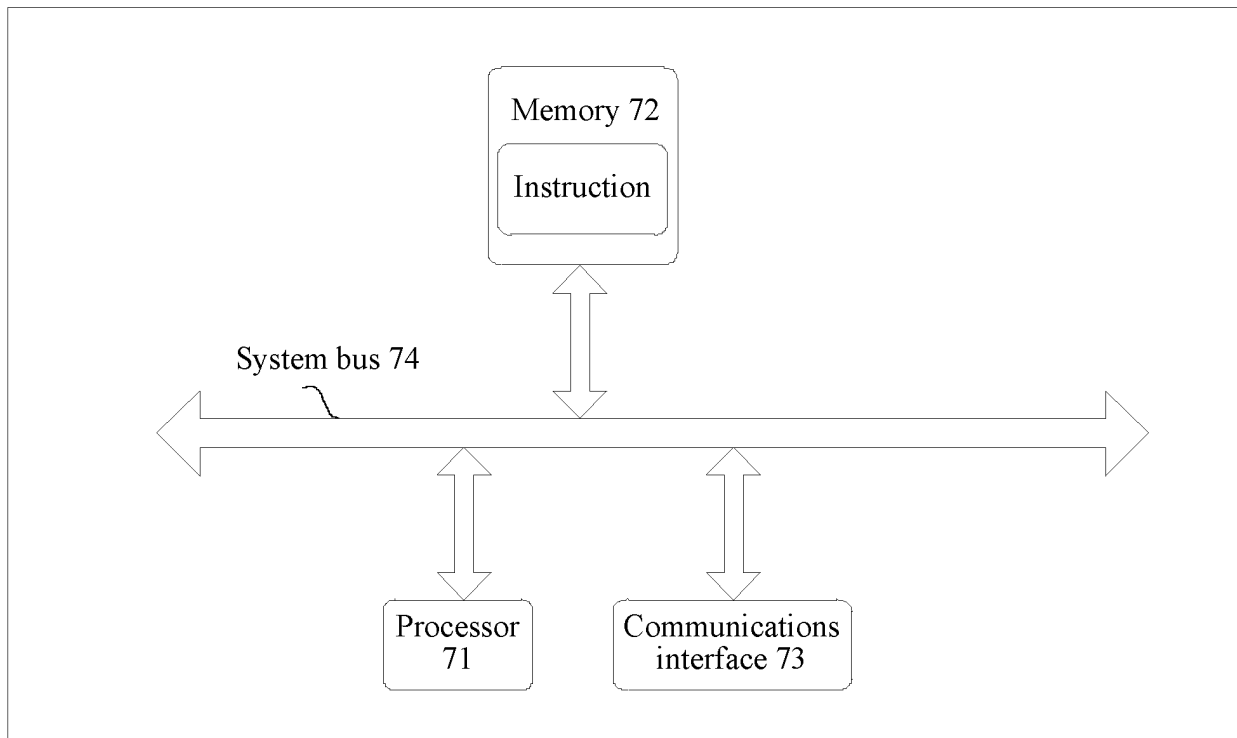 Memory 72
Instruction
System bus 74
Processor
71
Communications
interface 73